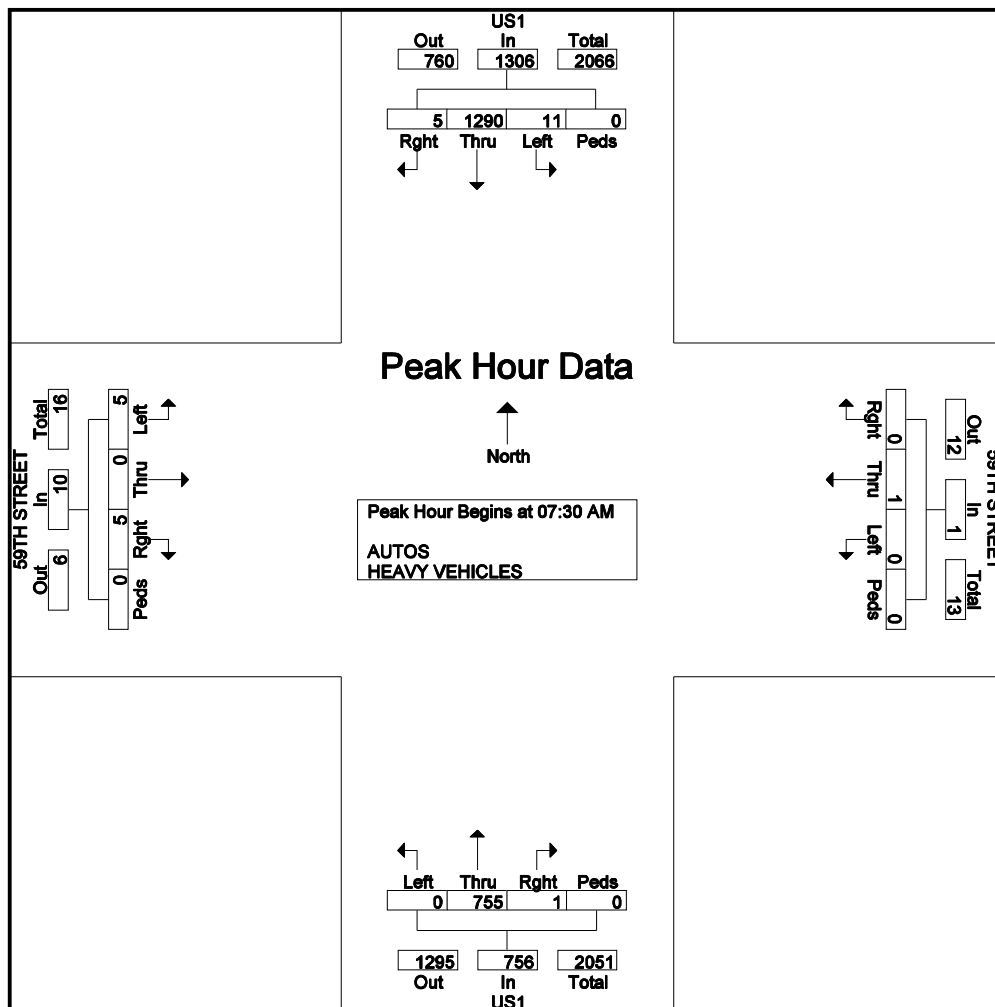 US1
Out In Total
760 1306 2066
5 1290 11 0
Rght Thru Left Peds
Peak Hour Data
North
Peak Hour Begins at 07:30 AM
AUTOS
HEAVY VEHICLES
59TH STREET
Out In Total
6 10 16
5 0 5 0
Left Thru Rght Peds
59TH STREET
Out In Total
12 1 13
0 1 0 0
Rght Thru Left Peds
Left Thru Rght Peds
0 755 1 0
1295 756 2051
Out In Total
US1